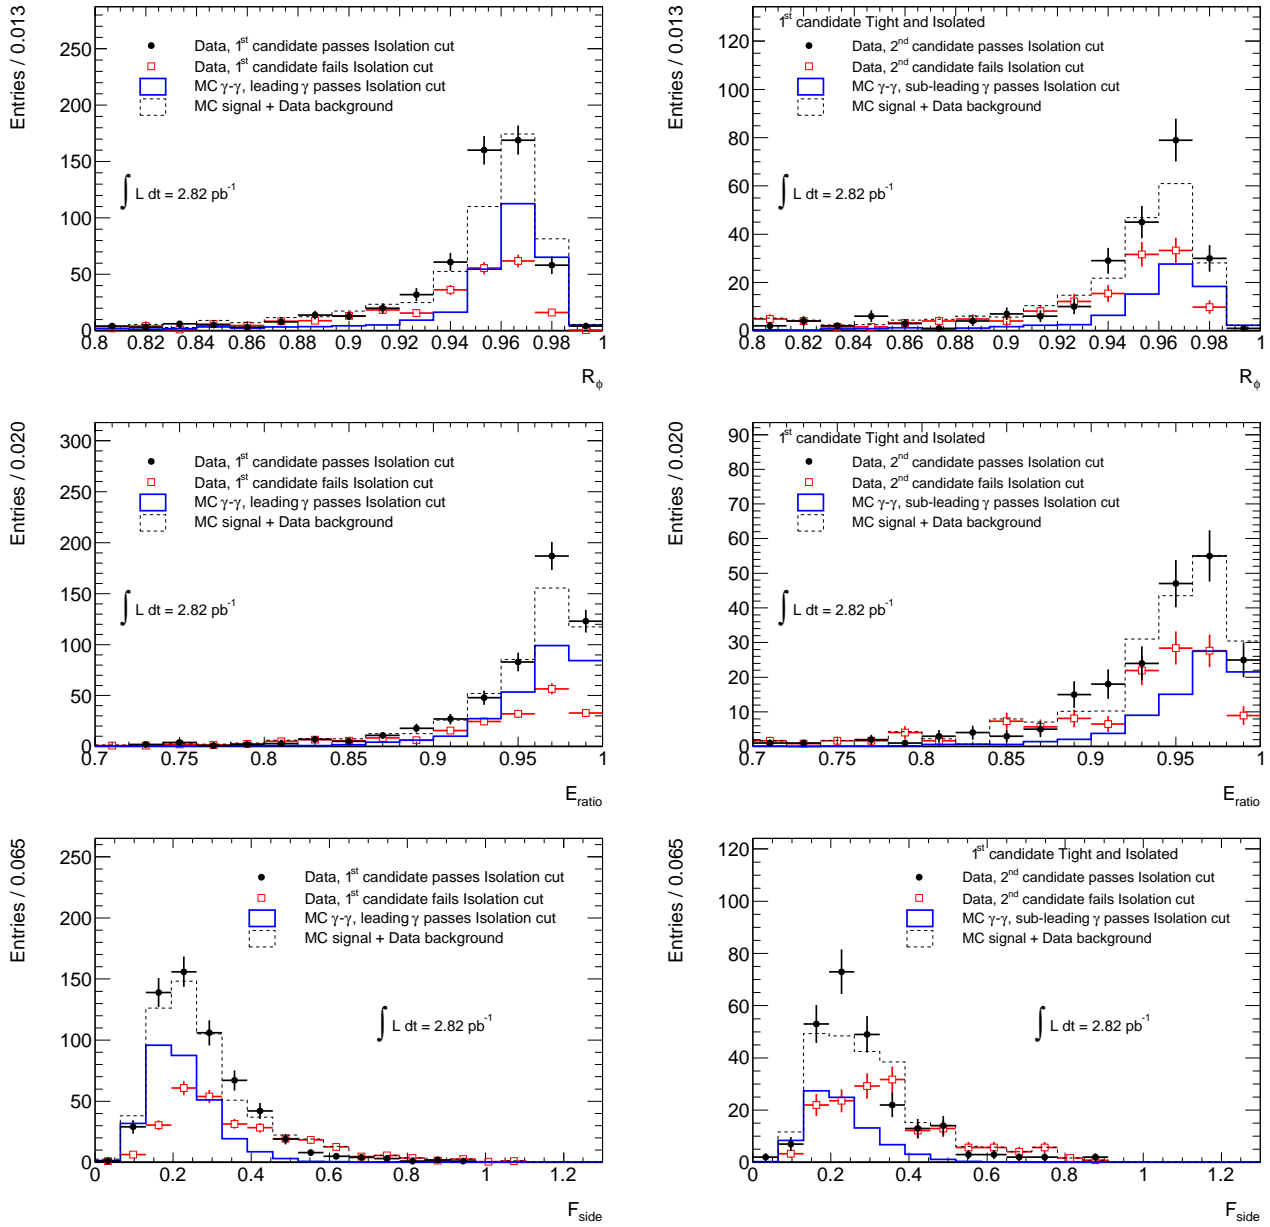 Entries / 0.013
250
200
150
100
50
0
Data, 1st candidate passes Isolation cut
Data, 1st candidate fails Isolation cut
MC γ-γ, leading γ passes Isolation cut
MC signal + Data background
∫ L dt = 2.82 pb-1
0.8 0.82 0.84 0.86 0.88 0.9 0.92 0.94 0.96 0.98 1
Rϕ
Entries / 0.013
120
100
80
60
40
20
0
1st candidate Tight and Isolated
Data, 2nd candidate passes Isolation cut
Data, 2nd candidate fails Isolation cut
MC γ-γ, sub-leading γ passes Isolation cut
MC signal + Data background
∫ L dt = 2.82 pb-1
0.8 0.82 0.84 0.86 0.88 0.9 0.92 0.94 0.96 0.98 1
Rϕ
Entries / 0.020
300
250
200
150
100
50
0
Data, 1st candidate passes Isolation cut
Data, 1st candidate fails Isolation cut
MC γ-γ, leading γ passes Isolation cut
MC signal + Data background
∫ L dt = 2.82 pb-1
0.7 0.75 0.8 0.85 0.9 0.95 1
Eratio
Entries / 0.020
90
80
70
60
50
40
30
20
10
0
1st candidate Tight and Isolated
Data, 2nd candidate passes Isolation cut
Data, 2nd candidate fails Isolation cut
MC γ-γ, sub-leading γ passes Isolation cut
MC signal + Data background
∫ L dt = 2.82 pb-1
0.7 0.75 0.8 0.85 0.9 0.95 1
Eratio
Entries / 0.065
250
200
150
100
50
0
Data, 1st candidate passes Isolation cut
Data, 1st candidate fails Isolation cut
MC γ-γ, leading γ passes Isolation cut
MC signal + Data background
∫ L dt = 2.82 pb-1
0 0.2 0.4 0.6 0.8 1 1.2
Fside
Entries / 0.065
120
100
80
60
40
20
0
1st candidate Tight and Isolated
Data, 2nd candidate passes Isolation cut
Data, 2nd candidate fails Isolation cut
MC γ-γ, sub-leading γ passes Isolation cut
MC signal + Data background
∫ L dt = 2.82 pb-1
0 0.2 0.4 0.6 0.8 1 1.2
Fside